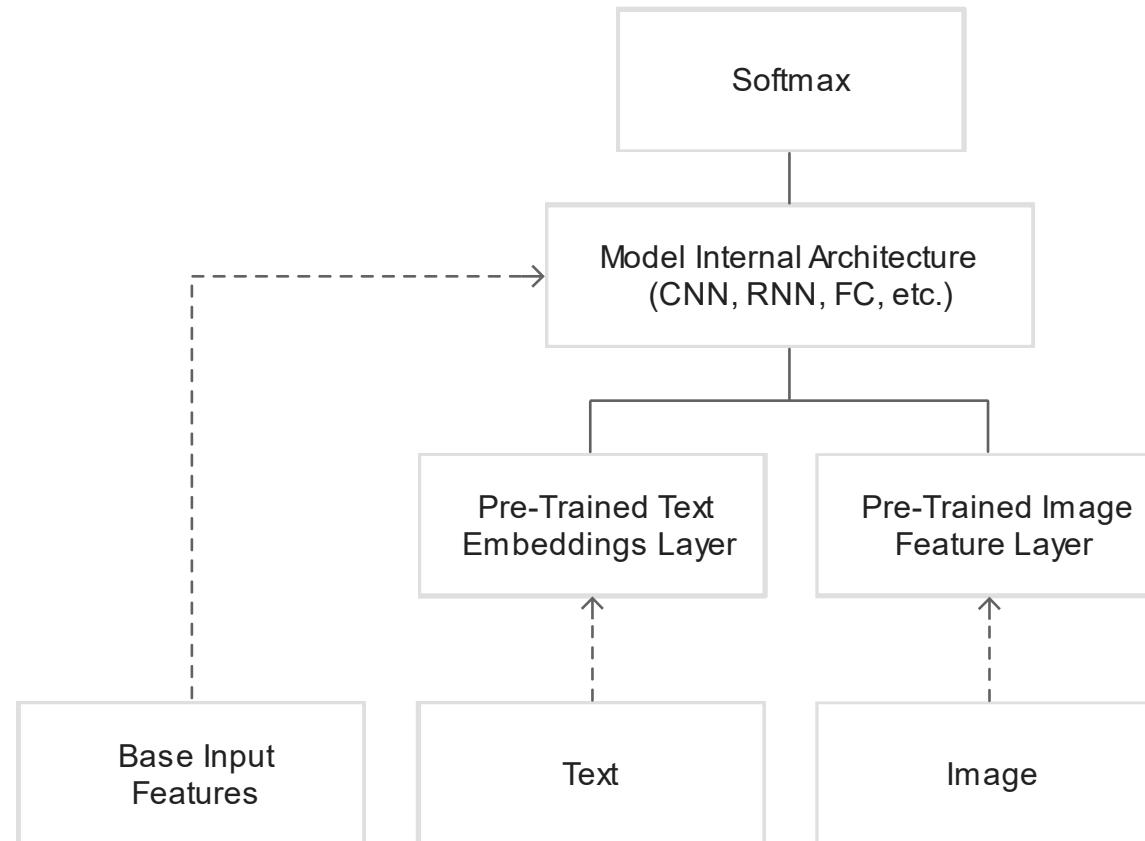 Softmax
Model Internal Architecture
(CNN, RNN, FC, etc.)
Pre-Trained Text
Embeddings Layer
Pre-Trained Image
Feature Layer
Base Input
Features
Text
Image